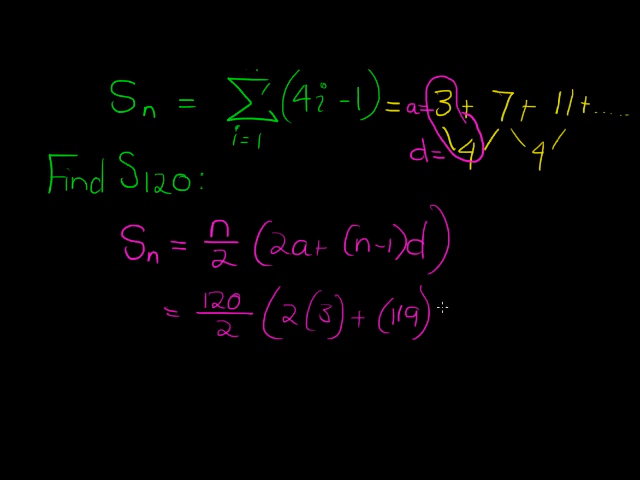 Sₙ = ∑ᵢ₌₁ (4i - 1) = a = 3 + 7 + 11 + .....
d = 4 4
Find S₁₂₀:
Sₙ = n/2 (2a + (n-1)d)
= 120/2 (2(3) + (119)